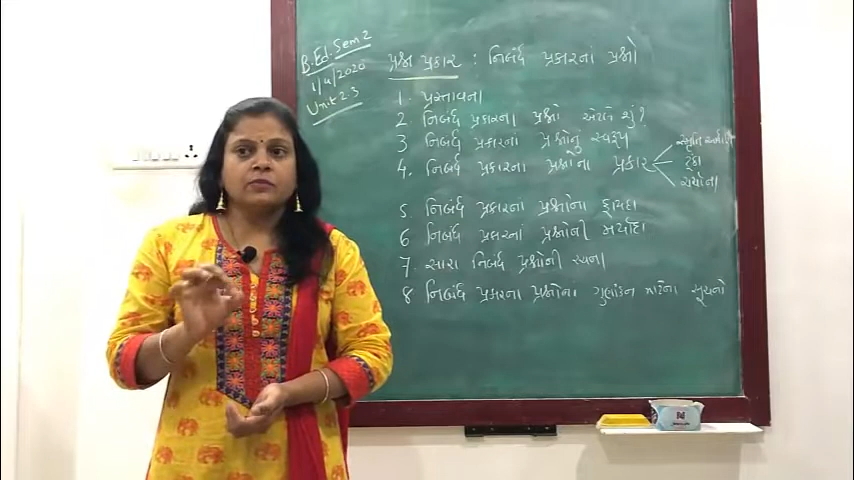 B.Ed. Sem 2
1/4/2020
Unit 2.3
પ્રશ્ન પ્રકાર : નિબંધ પ્રકારનાં પ્રશ્નો
1. પ્રસ્તાવના
2 નિબંધ પ્રકારના પ્રશ્નો એટલે શું?
3 નિબંધ પ્રકારના પ્રશ્નોનું સ્વરૂપ
4. નિબંધ પ્રકારના પ્રશ્નોના પ્રકાર
ટૂંકા
5 નિબંધ પ્રકારના પ્રશ્નોના ફાયદા
6 નિબંધ પ્રકારનાં પ્રશ્નોની મર્યાદા
7. સારા નિબંધ પ્રશ્નોની રચના
8 નિબંધ પ્રકારના પ્રશ્નોના ગુણાંકન માટેના સૂચનો